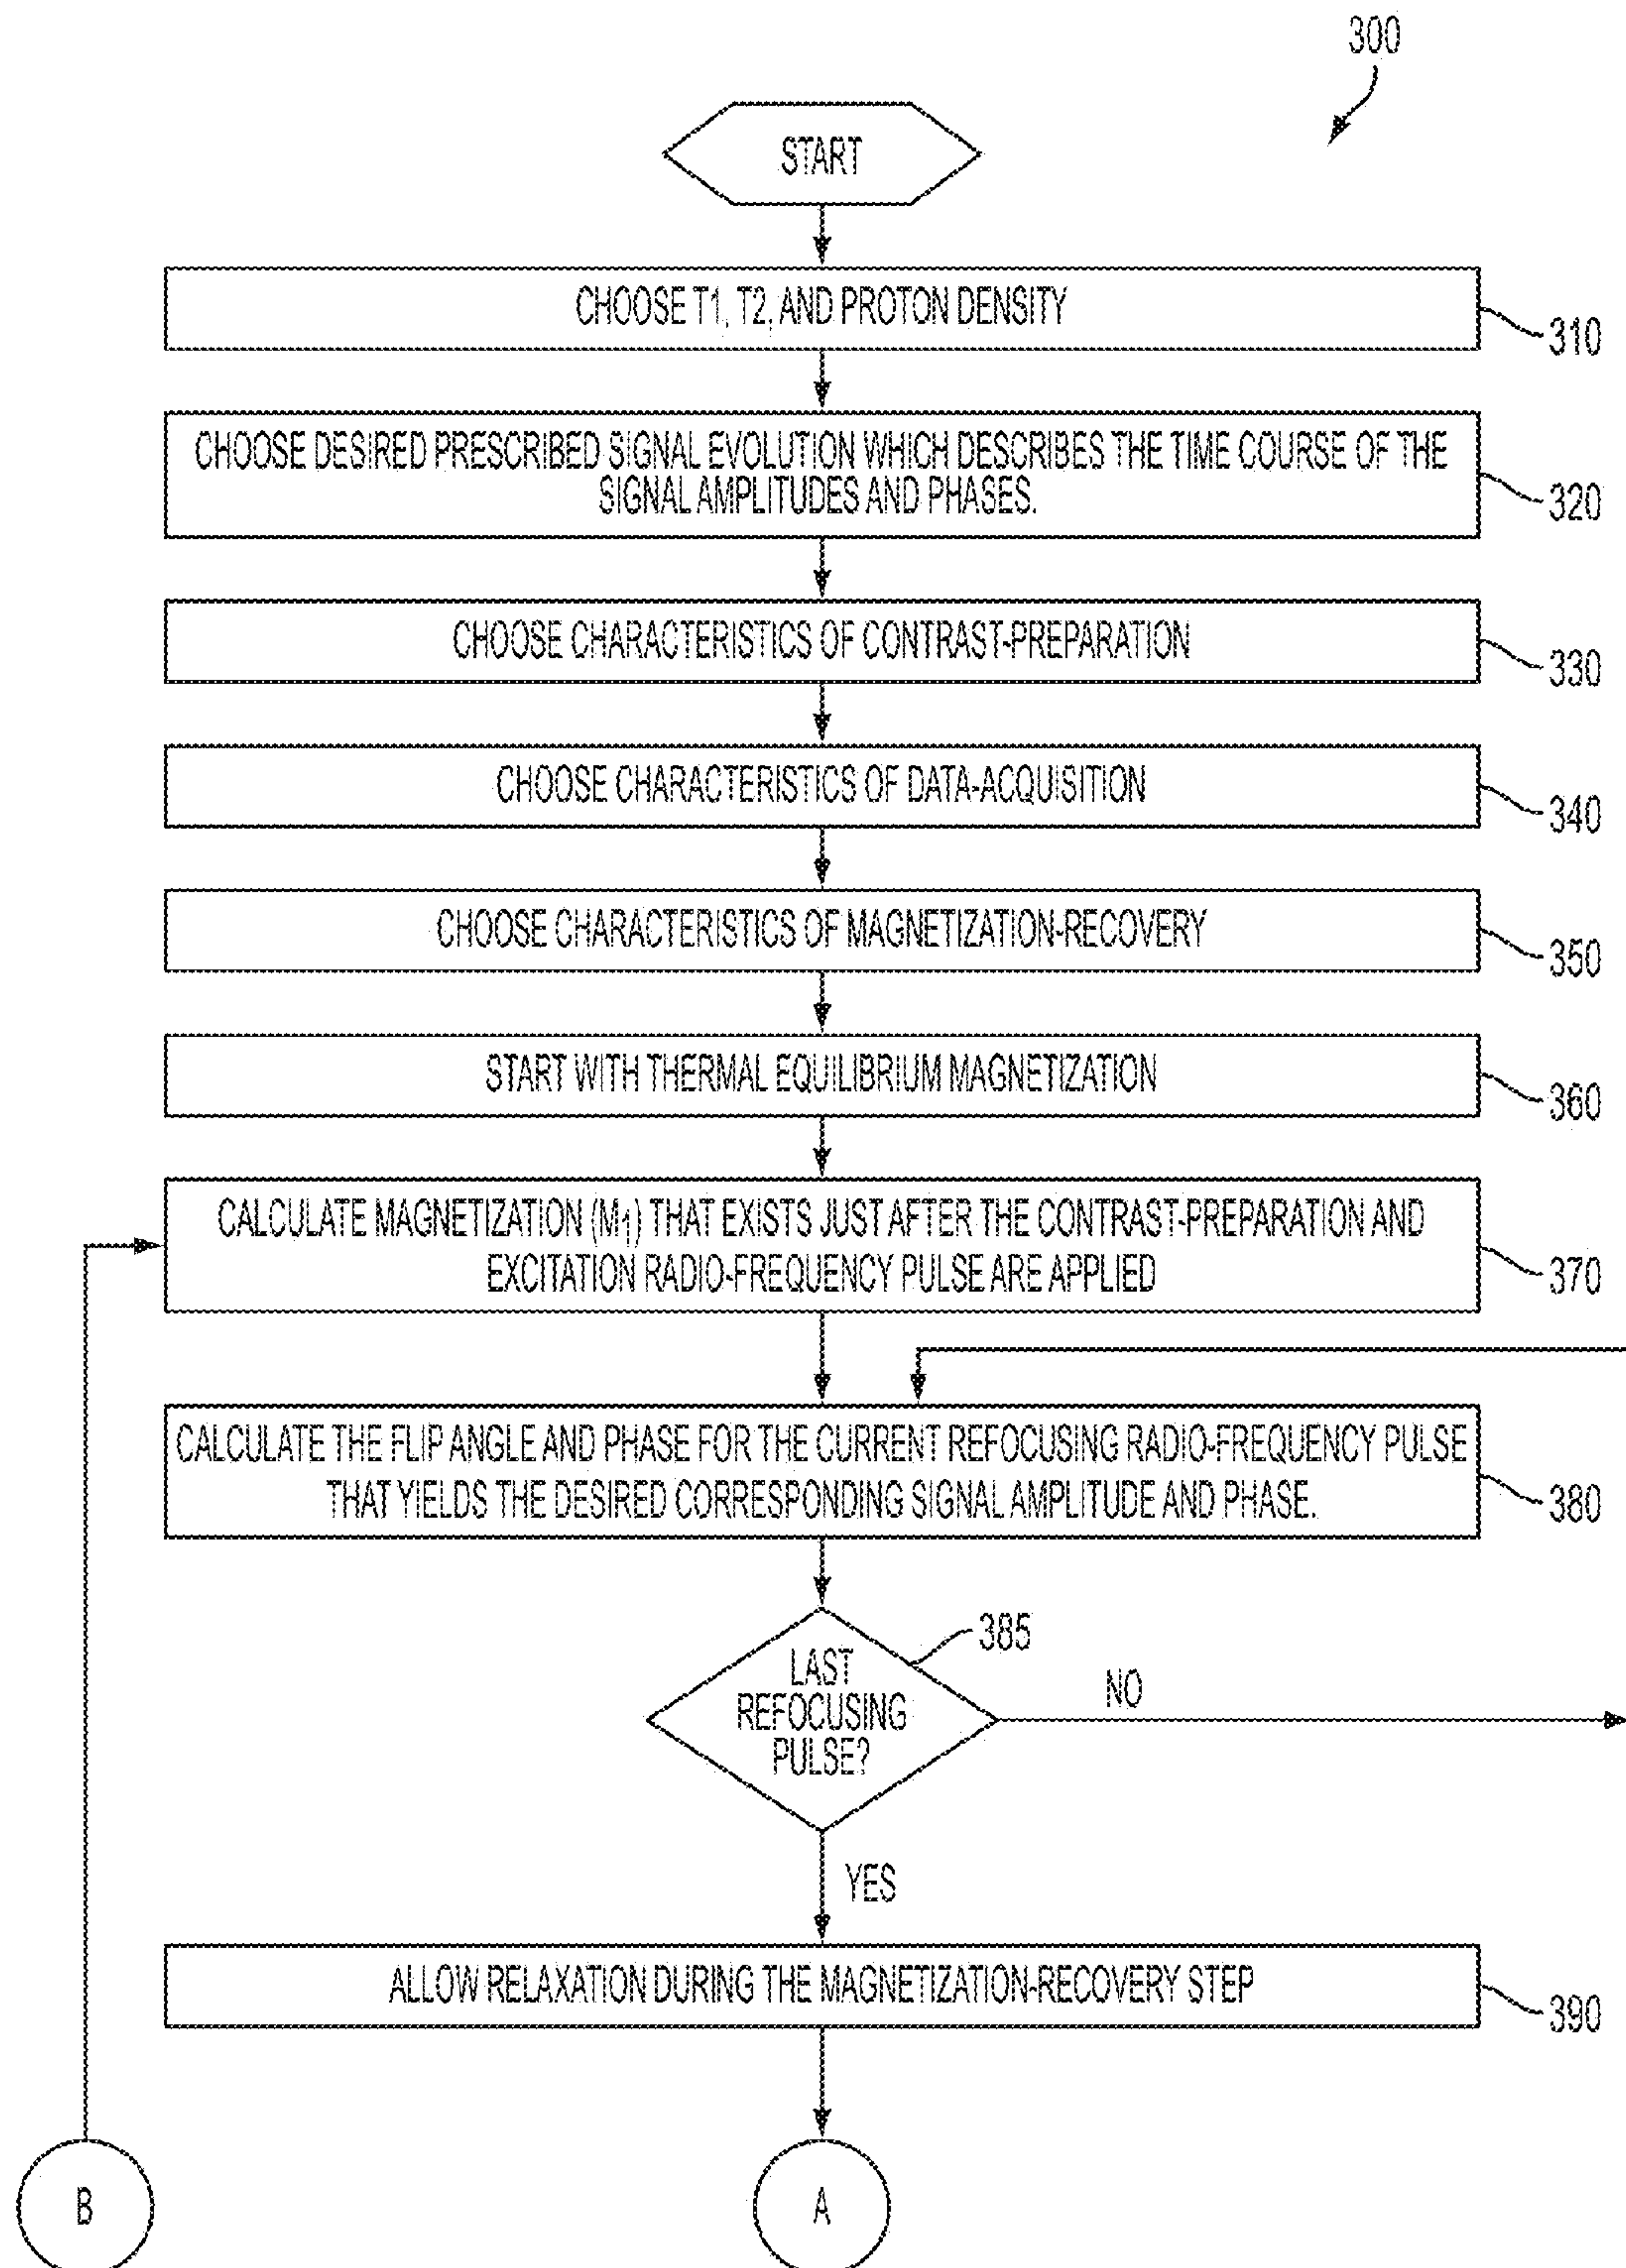 300
START
CHOOSE T1, T2, AND PROTON DENSITY
310
CHOOSE DESIRED PRESCRIBED SIGNAL EVOLUTION WHICH DESCRIBES THE TIME COURSE OF THE
SIGNAL AMPLITUDES AND PHASES.
320
CHOOSE CHARACTERISTICS OF CONTRAST-PREPARATION
330
CHOOSE CHARACTERISTICS OF DATA-ACQUISITION
340
CHOOSE CHARACTERISTICS OF MAGNETIZATION-RECOVERY
350
START WITH THERMAL EQUILIBRIUM MAGNETIZATION
360
CALCULATE MAGNETIZATION (M1) THAT EXISTS JUST AFTER THE CONTRAST-PREPARATION AND
EXCITATION RADIO-FREQUENCY PULSE ARE APPLIED
370
CALCULATE THE FLIP ANGLE AND PHASE FOR THE CURRENT REFOCUSING RADIO-FREQUENCY PULSE
THAT YIELDS THE DESIRED CORRESPONDING SIGNAL AMPLITUDE AND PHASE.
380
385
LAST
REFOCUSING
PULSE?
NO
YES
ALLOW RELAXATION DURING THE MAGNETIZATION-RECOVERY STEP
390
B
A